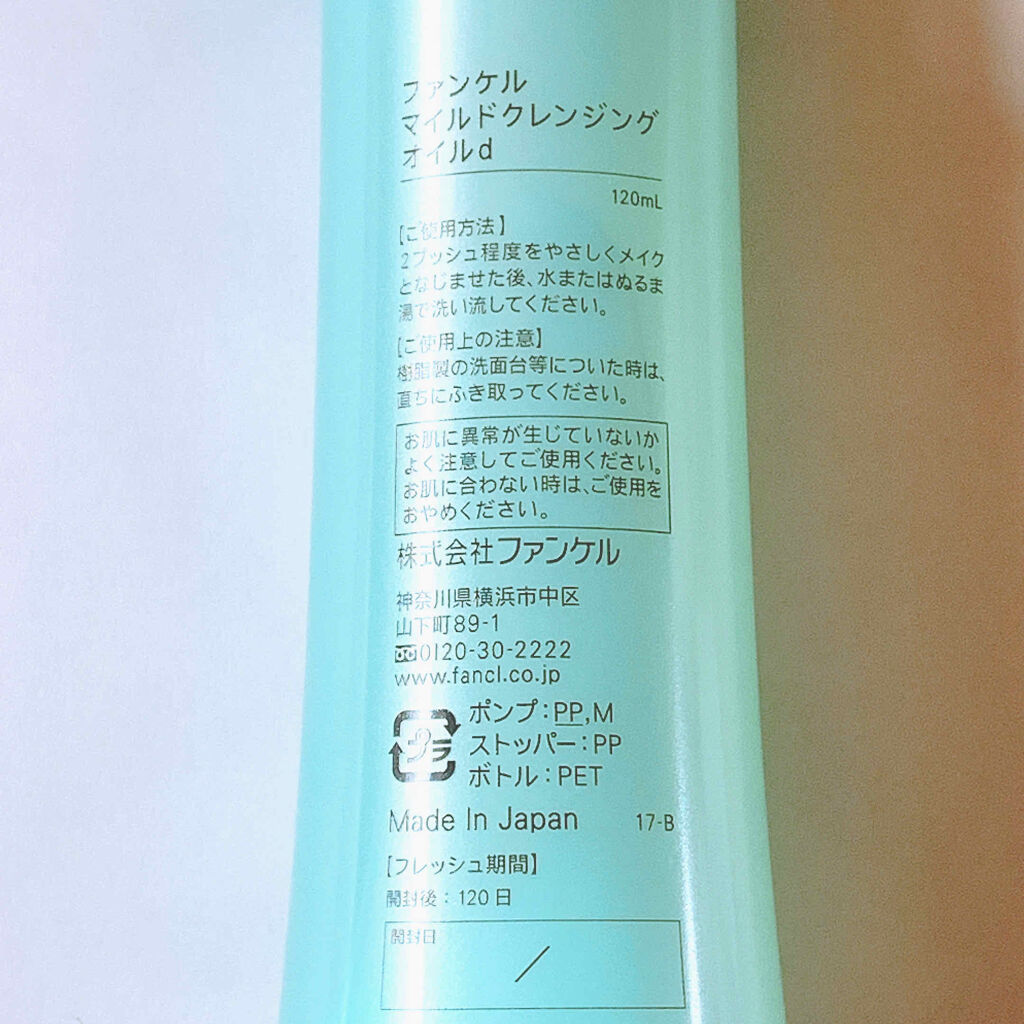 ファンケル
マイルドクレンジング
オイルd
120mL
【ご使用方法】
2プッシュ程度をやさしくメイク
となじませた後、水またはぬるま
湯で洗い流してください。
【ご使用上の注意】
樹脂製の洗面台等についた時は、
直ちにふき取ってください。
お肌に異常が生じていないか
よく注意してご使用ください。
お肌に合わない時は、ご使用を
おやめください。
株式会社ファンケル
神奈川県横浜市中区
山下町89-1
0120-30-2222
www.fancl.co.jp
プラ
ポンプ：PP,M
ストッパー：PP
ボトル：PET
Made In Japan 17-B
【フレッシュ期間】
開封後：120日
開封日
/